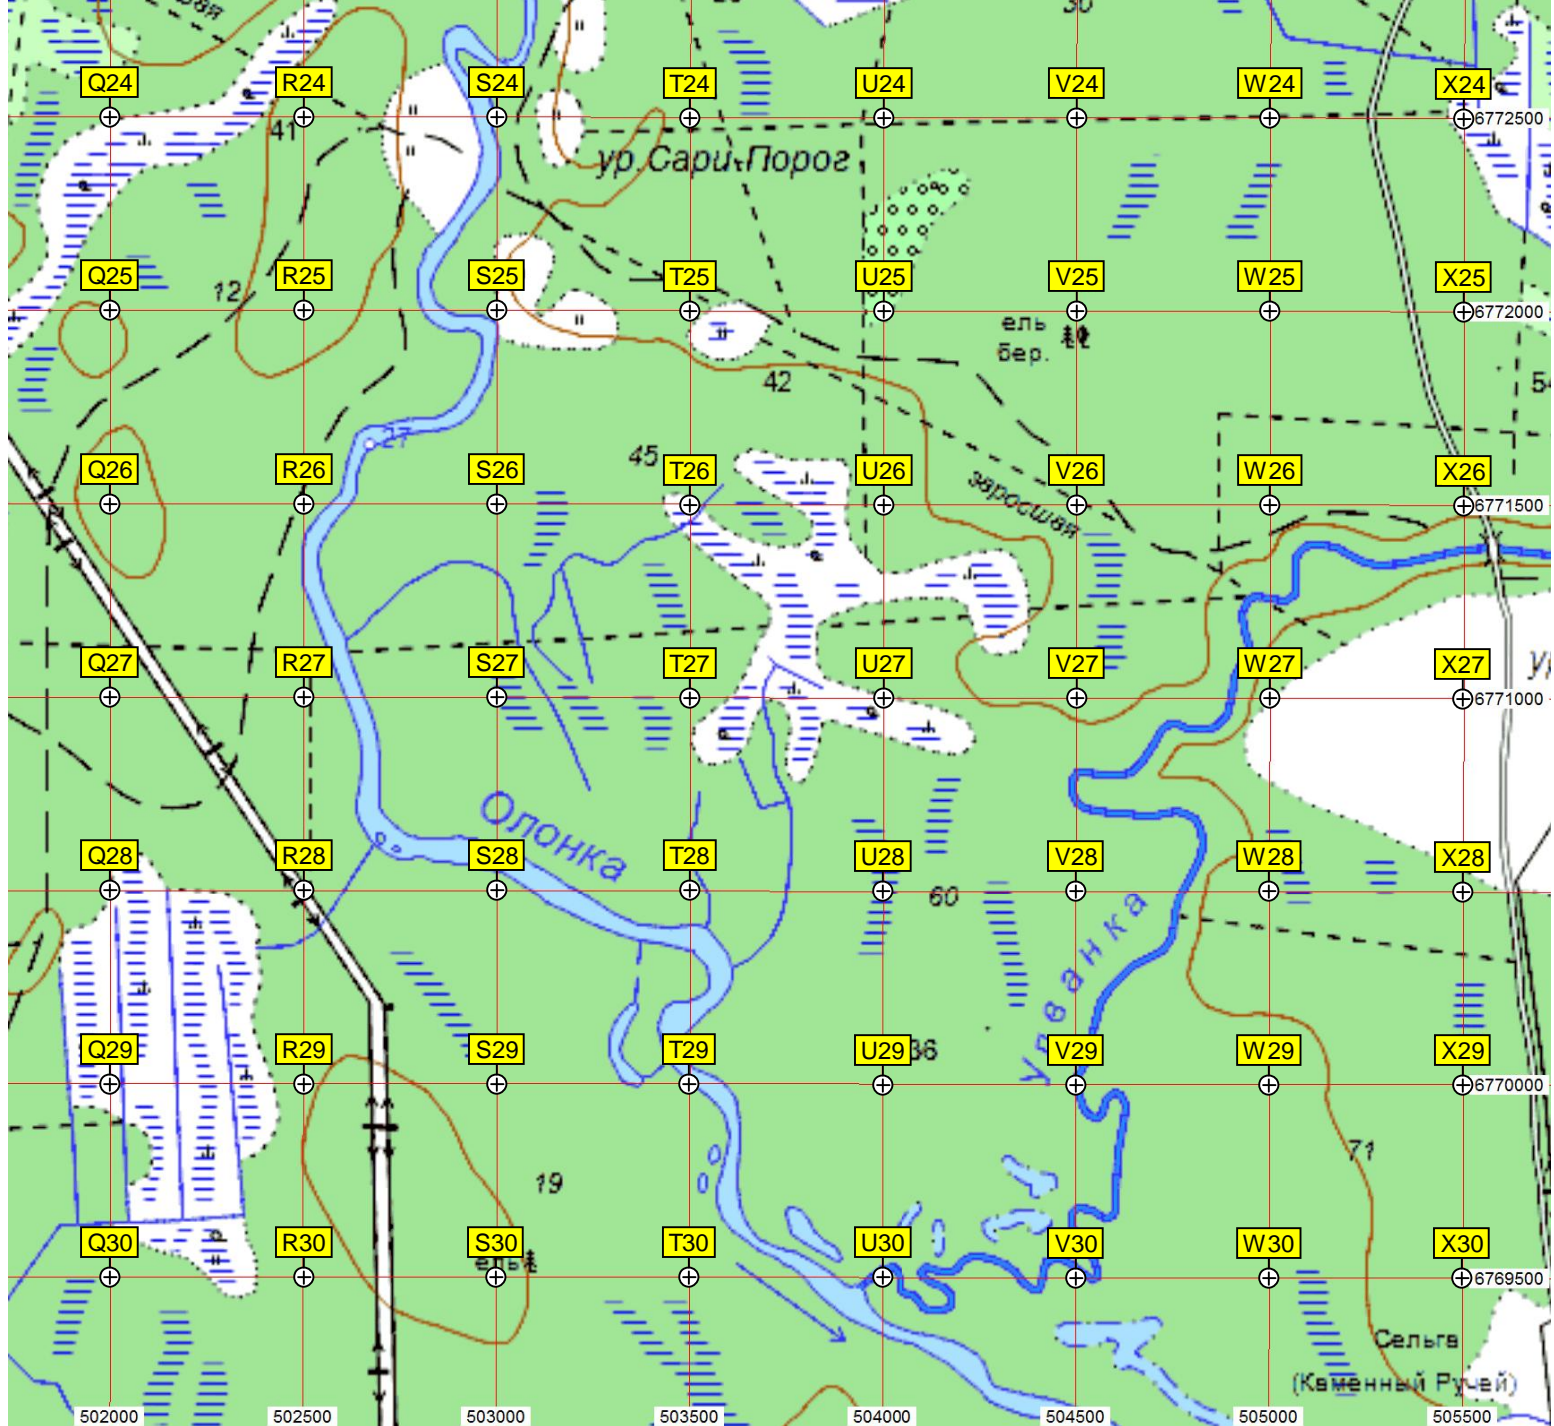 30
Q24 R24 S24 T24 U24 V24 W24 X24
6772500
41
ур. Сари-Порог
Q25 R25 S25 T25 U25 V25 W25 X25
12
6772000
ель
бер.
42
27
45
Q26 R26 S26 T26 U26 V26 W26 X26
заросшая
6771500
Q27 R27 S27 T27 U27 V27 W27 X27
6771000
Олонка
Q28 R28 S28 T28 U28 V28 W28 X28
60
Улванка
Q29 R29 S29 T29 U29 36 V29 W29 X29
6770000
71
19
Q30 R30 S30 T30 U30 V30 W30 X30
ель
6769500
Сельга
(Каменный Ручей)
502000 502500 503000 503500 504000 504500 505000 505500